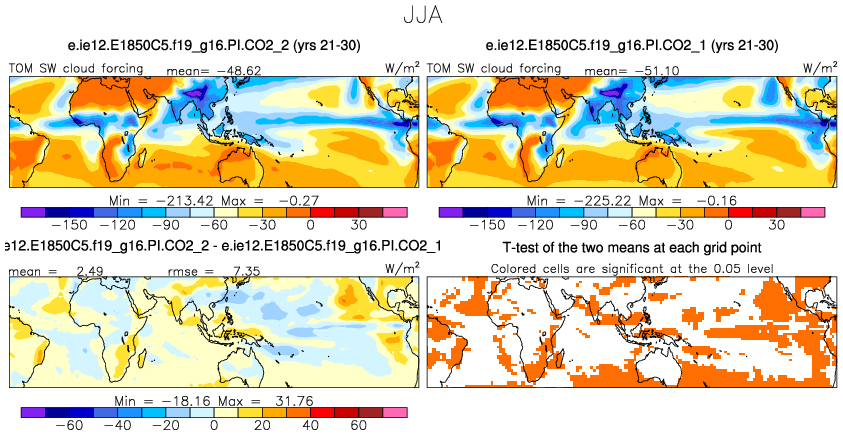 JJA
e.ie12.E1850C5.f19_g16.PI.CO2_2 (yrs 21-30)
e.ie12.E1850C5.f19_g16.PI.CO2_1 (yrs 21-30)
TOM SW cloud forcing mean= -48.62 W/m²
TOM SW cloud forcing mean= -51.10 W/m²
Min = -213.42 Max = -0.27
Min = -225.22 Max = -0.16
-150 -120 -90 -60 -30 0 30
-150 -120 -90 -60 -30 0 30
e.ie12.E1850C5.f19_g16.PI.CO2_2 - e.ie12.E1850C5.f19_g16.PI.CO2_1
T-test of the two means at each grid point
mean = 2.49 rmse = 7.35 W/m²
Colored cells are significant at the 0.05 level
Min = -18.16 Max = 31.76
-60 -40 -20 0 20 40 60